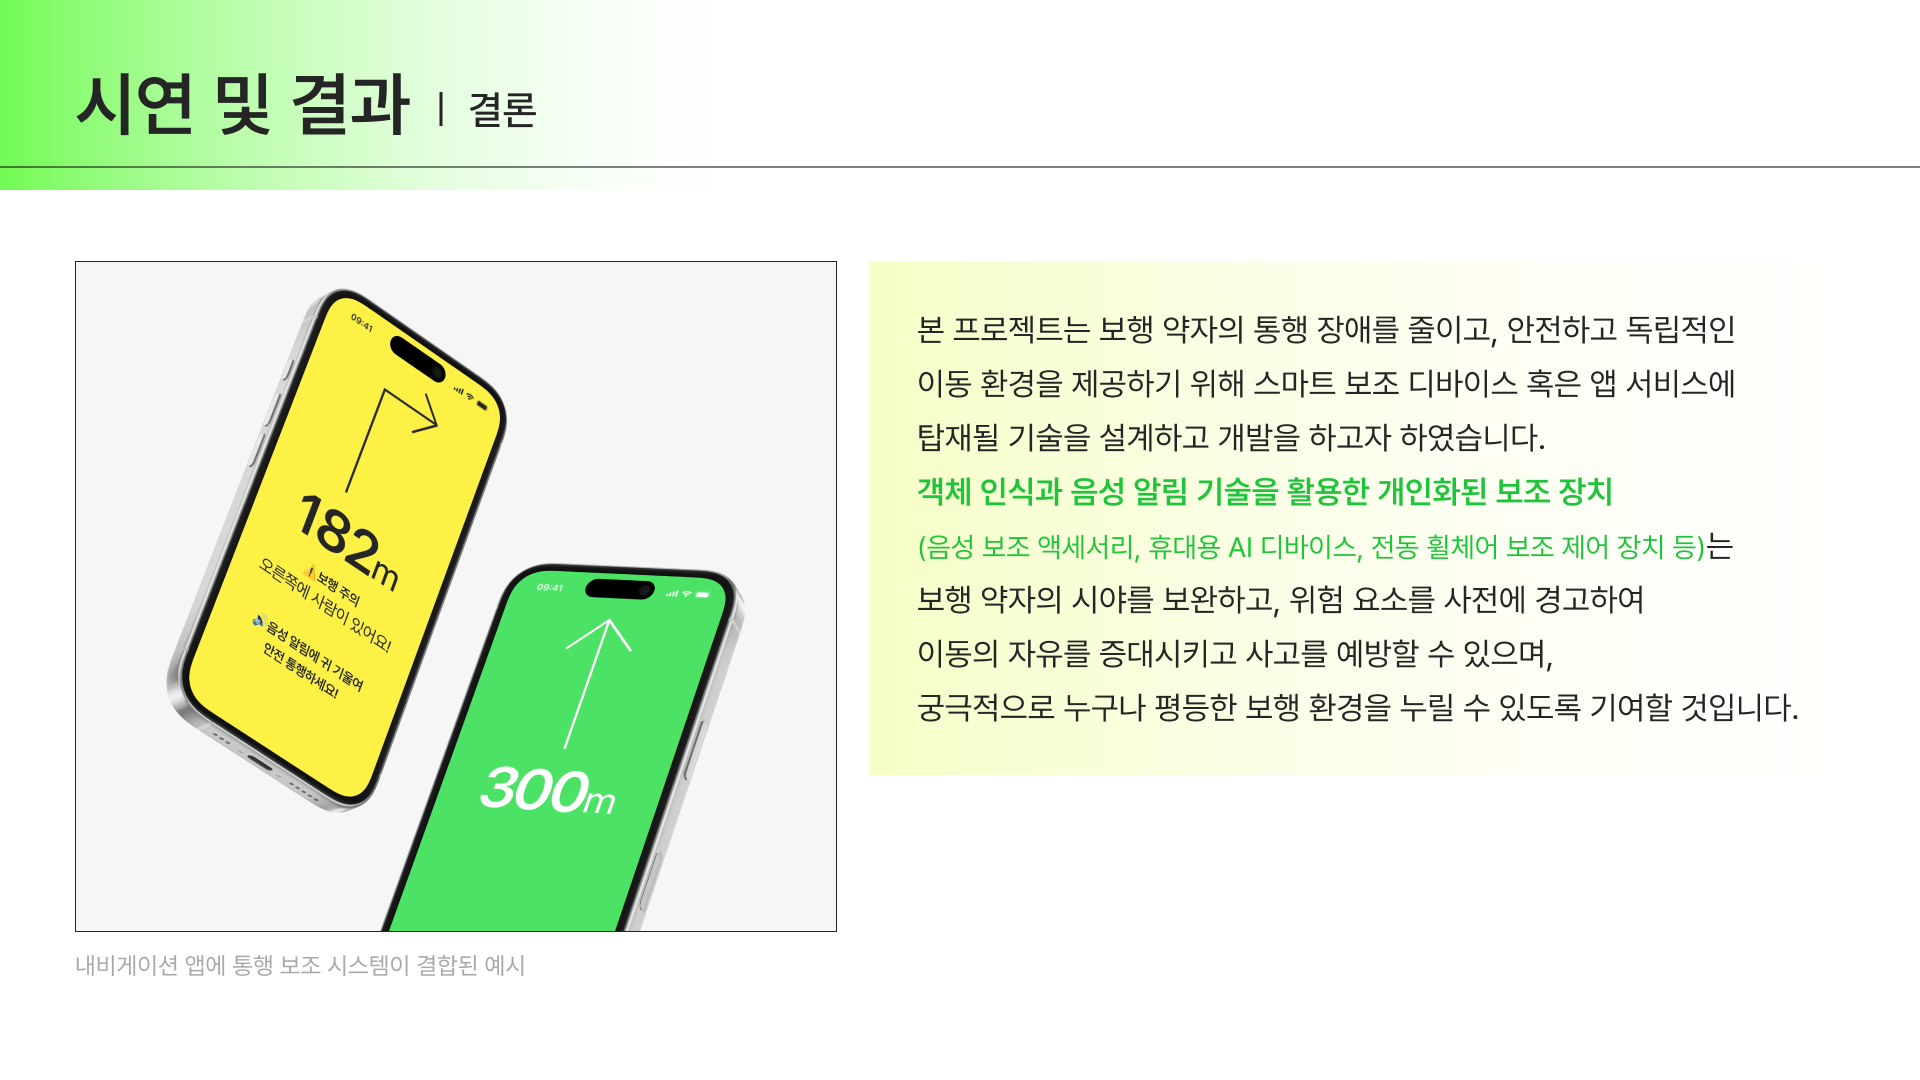 시연 및 결과 | 결론
09:41
182m
⚠️보행 주의
오른쪽에 사람이 있어요!
🔊음성 알림에 귀 기울여
안전 통행하세요!
09:41
300m
내비게이션 앱에 통행 보조 시스템이 결합된 예시
본 프로젝트는 보행 약자의 통행 장애를 줄이고, 안전하고 독립적인
이동 환경을 제공하기 위해 스마트 보조 디바이스 혹은 앱 서비스에
탑재될 기술을 설계하고 개발을 하고자 하였습니다.
객체 인식과 음성 알림 기술을 활용한 개인화된 보조 장치
(음성 보조 액세서리, 휴대용 AI 디바이스, 전동 휠체어 보조 제어 장치 등)는
보행 약자의 시야를 보완하고, 위험 요소를 사전에 경고하여
이동의 자유를 증대시키고 사고를 예방할 수 있으며,
궁극적으로 누구나 평등한 보행 환경을 누릴 수 있도록 기여할 것입니다.